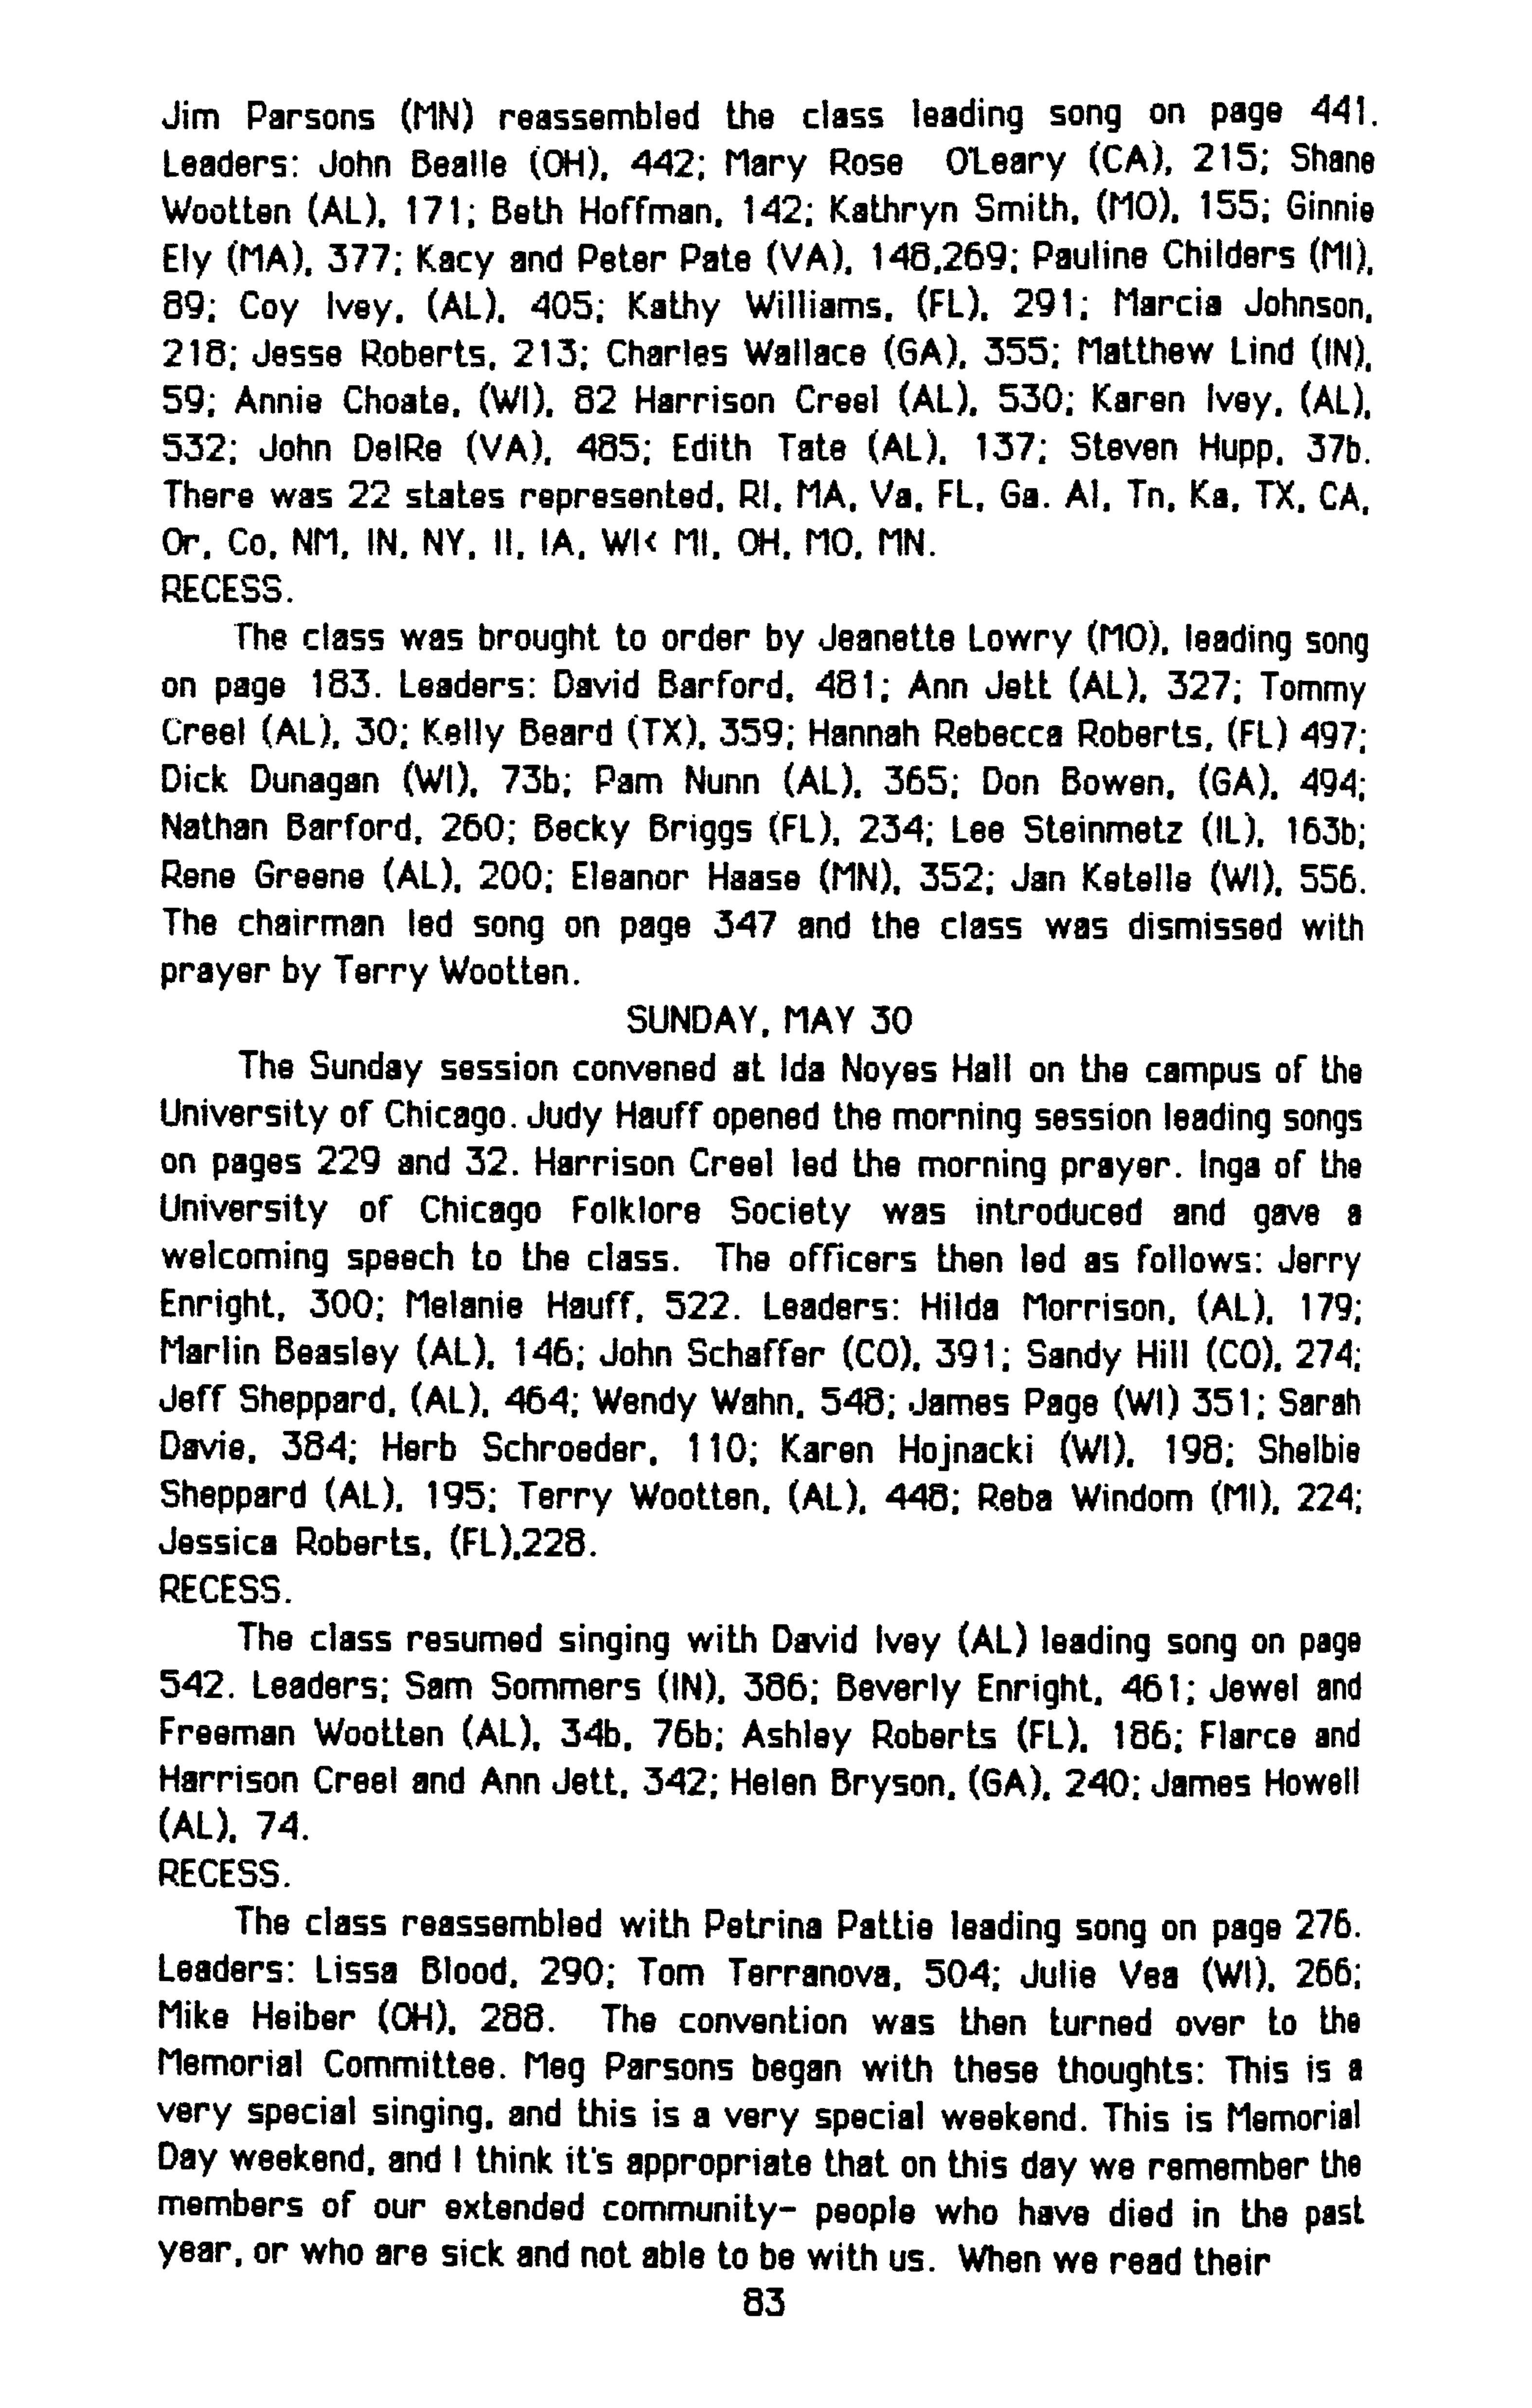 Jim Parsons (MN) reassembled the class leading song on page 441.
Leaders: John Bealle (OH), 442; Mary Rose O'Leary (CA), 215; Shane
Wootten (AL), 171; Beth Hoffman, 142; Kathryn Smith, (MO), 155; Ginnie
Ely (MA), 377; Kacy and Peter Pate (VA), 148,269; Pauline Childers (MI),
89; Coy Ivey, (AL), 405; Kathy Williams, (FL), 291; Marcia Johnson,
218; Jesse Roberts, 213; Charles Wallace (GA), 355; Matthew Lind (IN),
59; Annie Choate, (WI), 82 Harrison Creel (AL), 530; Karen Ivey, (AL),
532; John DelRe (VA), 485; Edith Tate (AL), 137; Steven Hupp, 37b.
There was 22 states represented, RI, MA, Va, FL, Ga. Al, Tn, Ka, TX, CA,
Or, Co, NM, IN, NY, Il, IA, WI< MI, OH, MO, MN.
RECESS.
The class was brought to order by Jeanette Lowry (MO), leading song
on page 183. Leaders: David Barford, 481; Ann Jett (AL), 327; Tommy
Creel (AL), 30; Kelly Beard (TX), 359; Hannah Rebecca Roberts, (FL) 497;
Dick Dunagan (WI), 73b; Pam Nunn (AL), 365; Don Bowen, (GA), 494;
Nathan Barford, 260; Becky Briggs (FL), 234; Lee Steinmetz (IL), 163b;
Rene Greene (AL), 200; Eleanor Haase (MN), 352; Jan Ketelle (WI), 556.
The chairman led song on page 347 and the class was dismissed with
prayer by Terry Wootten.
SUNDAY, MAY 30
The Sunday session convened at Ida Noyes Hall on the campus of the
University of Chicago. Judy Hauff opened the morning session leading songs
on pages 229 and 32. Harrison Creel led the morning prayer. Inga of the
University of Chicago Folklore Society was introduced and gave a
welcoming speech to the class. The officers then led as follows: Jerry
Enright, 300; Melanie Hauff, 522. Leaders: Hilda Morrison, (AL), 179;
Marlin Beasley (AL), 146; John Schaffer (CO), 391; Sandy Hill (CO), 274;
Jeff Sheppard, (AL), 464; Wendy Wahn, 548; James Page (WI) 351; Sarah
Davie, 384; Herb Schroeder, 110; Karen Hojnacki (WI), 198; Shelbie
Sheppard (AL), 195; Terry Wootten, (AL), 448; Reba Windom (MI), 224;
Jessica Roberts, (FL),228.
RECESS.
The class resumed singing with David Ivey (AL) leading song on page
542. Leaders; Sam Sommers (IN), 386; Beverly Enright, 461; Jewel and
Freeman Wootten (AL), 34b, 76b; Ashley Roberts (FL), 186; Flarce and
Harrison Creel and Ann Jett, 342; Helen Bryson, (GA), 240; James Howell
(AL), 74.
RECESS.
The class reassembled with Petrina Pattie leading song on page 276.
Leaders: Lissa Blood, 290; Tom Terranova, 504; Julie Vea (WI), 266;
Mike Heiber (OH), 288. The convention was then turned over to the
Memorial Committee. Meg Parsons began with these thoughts: This is a
very special singing, and this is a very special weekend. This is Memorial
Day weekend, and I think it's appropriate that on this day we remember the
members of our extended community- people who have died in the past
year, or who are sick and not able to be with us. When we read their
83